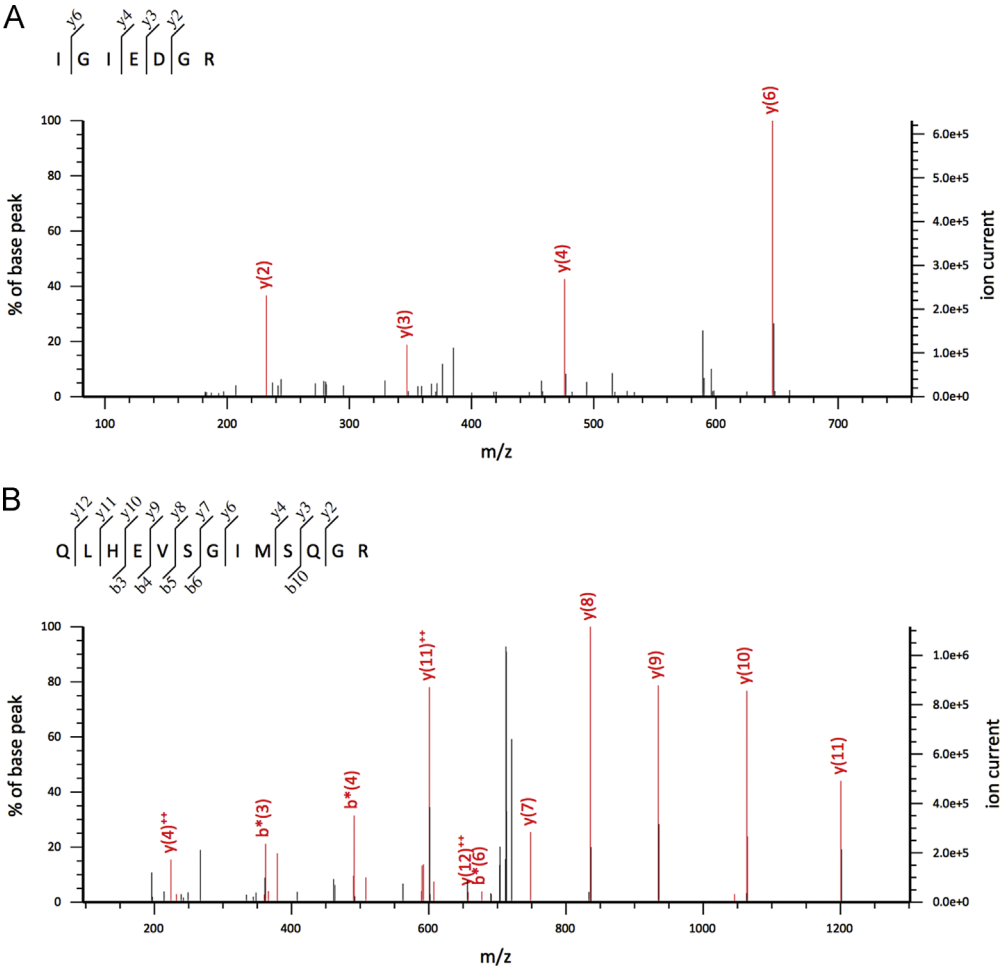 A
y6 y4 y3 y2
I G I E D G R
y(6)
y(2)
y(3)
y(4)
% of base peak
100
80
60
40
20
0
6.0e+5
5.0e+5
4.0e+5
3.0e+5
2.0e+5
1.0e+5
0.0e+0
ion current
100 200 300 400 500 600 700
m/z
B
y12 y11 y10 y9 y8 y7 y6 y4 y3 y2
Q L H E V S G I M S Q G R
b3 b4 b5 b6 b10
y(4)++
b*(3)
b*(4)
y(11)++
y(12)++
b*(6)
y(7)
y(8)
y(9)
y(10)
y(11)
% of base peak
100
80
60
40
20
0
1.0e+6
8.0e+5
6.0e+5
4.0e+5
2.0e+5
0.0e+0
ion current
200 400 600 800 1000 1200
m/z